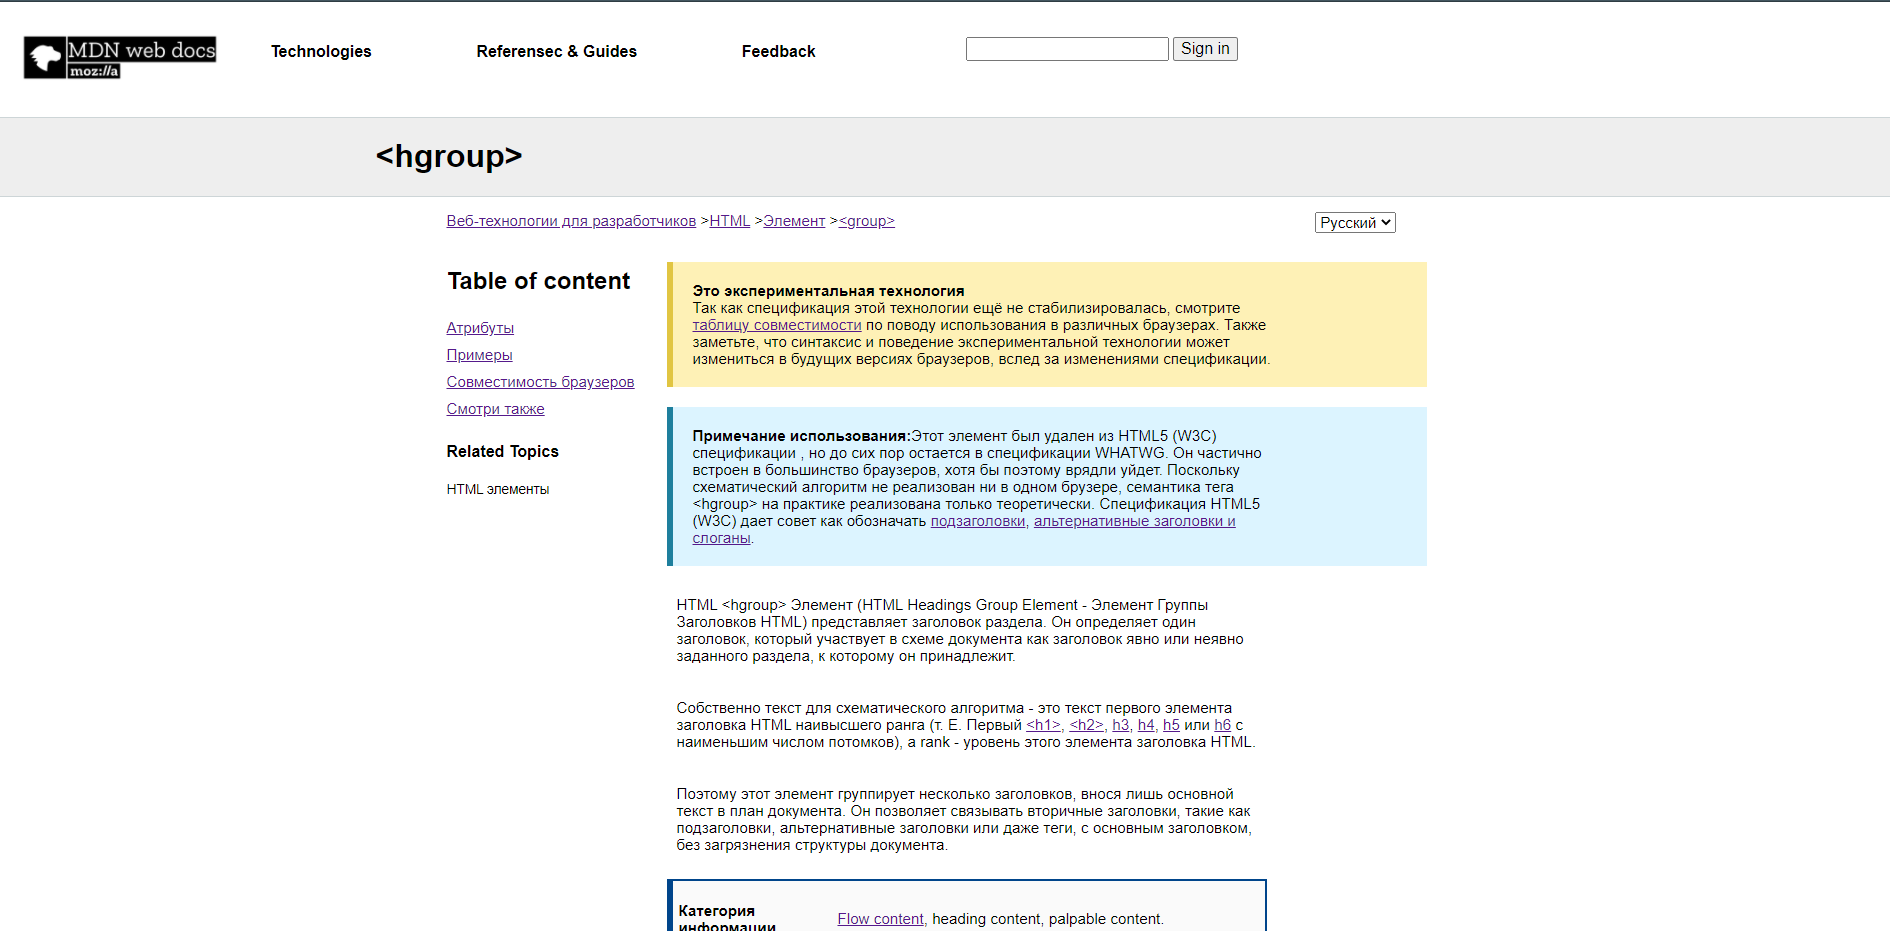 MDN web docs
moz://a
Technologies
Referensec & Guides
Feedback
Sign in
<hgroup>
Веб-технологии для разработчиков >HTML >Элемент ><group>
Русский
Table of content
Атрибуты
Примеры
Совместимость браузеров
Смотри также
Related Topics
HTML элементы
Это экспериментальная технология
Так как спецификация этой технологии ещё не стабилизировалась, смотрите
таблицу совместимости по поводу использования в различных браузерах. Также
заметьте, что синтаксис и поведение экспериментальной технологии может
измениться в будущих версиях браузеров, вслед за изменениями спецификации.
Примечание использования:Этот элемент был удален из HTML5 (W3C)
спецификации , но до сих пор остается в спецификации WHATWG. Он частично
встроен в большинство браузеров, хотя бы поэтому врядли уйдет. Поскольку
схематический алгоритм не реализован ни в одном брузере, семантика тега
<hgroup> на практике реализована только теоретически. Спецификация HTML5
(W3C) дает совет как обозначать подзаголовки, альтернативные заголовки и
слоганы.
HTML <hgroup> Элемент (HTML Headings Group Element - Элемент Группы
Заголовков HTML) представляет заголовок раздела. Он определяет один
заголовок, который участвует в схеме документа как заголовок явно или неявно
заданного раздела, к которому он принадлежит.
Собственно текст для схематического алгоритма - это текст первого элемента
заголовка HTML наивысшего ранга (т. Е. Первый <h1>, <h2>, h3, h4, h5 или h6 с
наименьшим числом потомков), а rank - уровень этого элемента заголовка HTML.
Поэтому этот элемент группирует несколько заголовков, внося лишь основной
текст в план документа. Он позволяет связывать вторичные заголовки, такие как
подзаголовки, альтернативные заголовки или даже теги, с основным заголовком,
без загрязнения структуры документа.
Категория
информации
Flow content, heading content, palpable content.